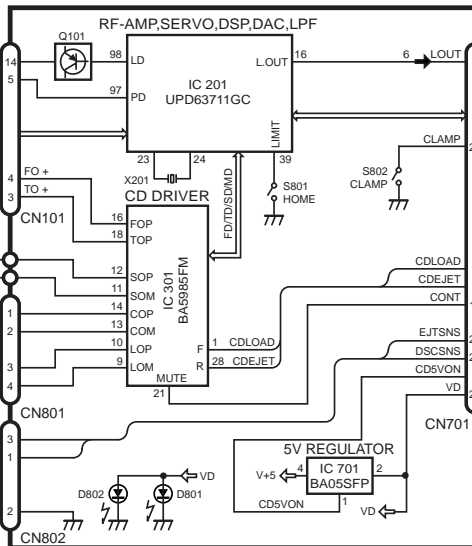 RF-AMP,SERVO,DSP,DAC,LPF
Q101
14 98 LD
IC 201
UPD63711GC
L.OUT 16 6 LOUT
5 97 PD
LIMIT
CLAMP
23 24 39
X201
S801
HOME
S802
CLAMP
FD/TD/SD/MD
4 FO +
3 TO +
CN101
CD DRIVER
16 FOP
18 TOP
12 SOP
11 SOM
1 14 COP
2 13 COM
3 10 LOP
4 9 LOM
IC 301
BA5985FM
F 1 CDLOAD
R 28 CDEJET
MUTE
21
CDLOAD
CDEJET
CONT
EJTSNS
DSCSNS
CD5VON
VD
CN801
CN701
3
1
2
CN802
5V REGULATOR
V+5 4
IC 701
BA05SFP
2
1
CD5VON
VD
VD
D802
D801